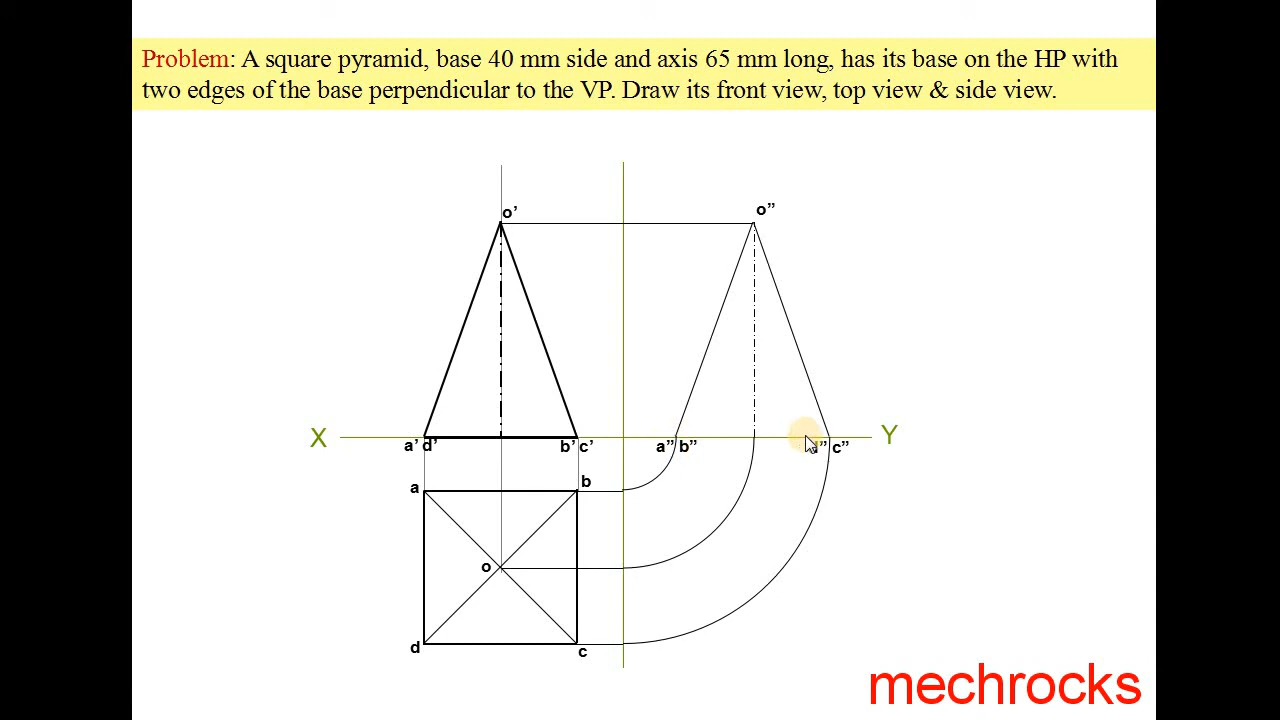 Problem: A square pyramid, base 40 mm side and axis 65 mm long, has its base on the HP with
two edges of the base perpendicular to the VP. Draw its front view, top view & side view.
o’ o”
X Y
a’ d’ b’ c’ a” b” c”
a b
o
d c
mechrocks